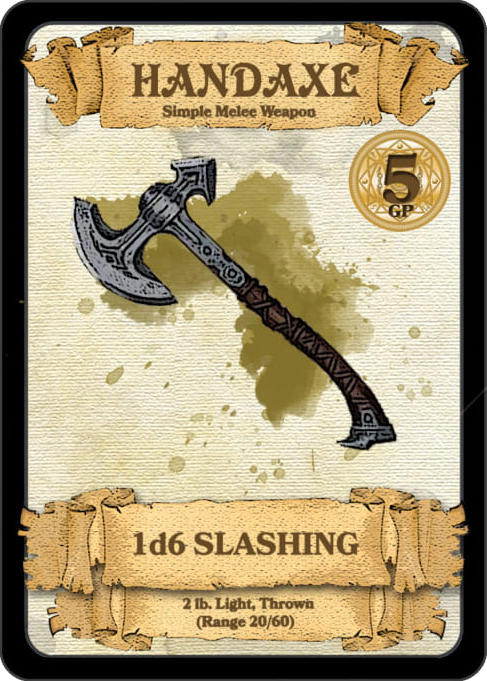 HANDAXE
Simple Melee Weapon
5
GP
1d6 SLASHING
2 lb. Light, Thrown
(Range 20/60)